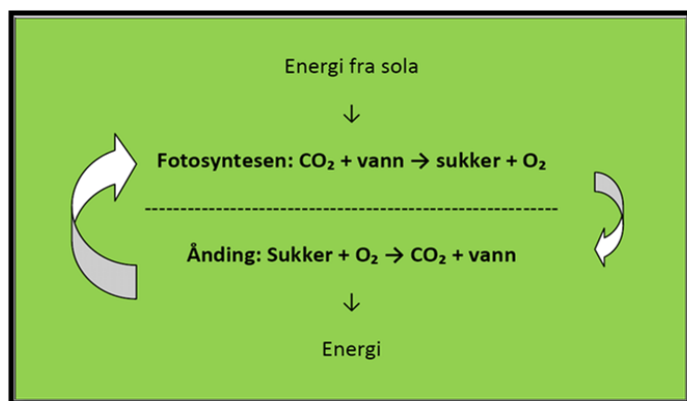 Energi fra sola
↓
Fotosyntesen: CO₂ + vann → sukker + O₂
--------------------------------------------------------
Ånding: Sukker + O₂ → CO₂ + vann
↓
Energi